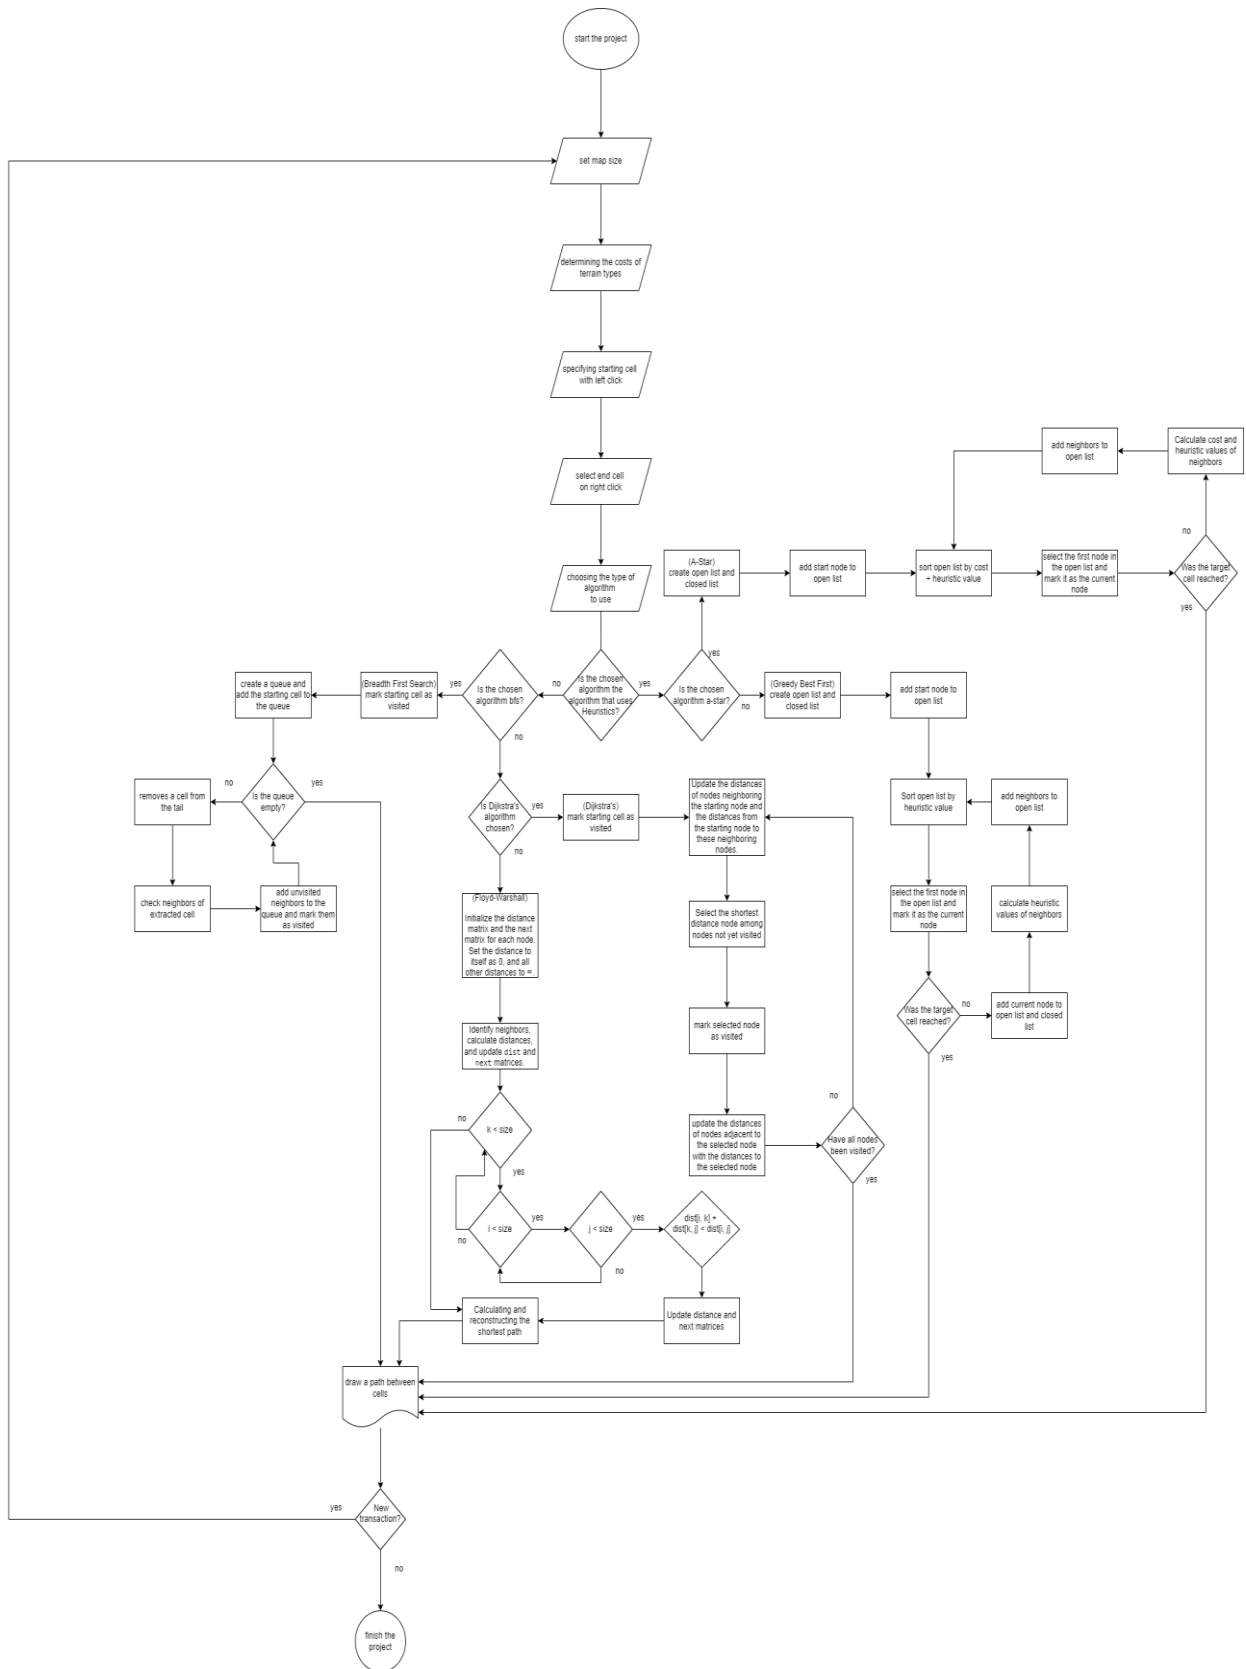 start the project
set map size
determining the costs of
terrain types
specifying starting cell
with left click
select end cell
on right click
choosing the type of
algorithm
to use
Is the chosen
algorithm the
algorithm that uses
Heuristics?
no
yes
Is the chosen
algorithm bfs?
yes
no
(Breadth First Search)
mark starting cell as
visited
create a queue and
add the starting cell to
the queue
Is the queue
empty?
no
yes
removes a cell from
the tail
check neighbors of
extracted cell
add unvisited
neighbors to the
queue and mark them
as visited
Is the chosen
algorithm a-star?
yes
no
(A-Star)
create open list and
closed list
add start node to
open list
sort open list by cost
+ heuristic value
select the first node in
the open list and
mark it as the current
node
Was the target
cell reached?
no
yes
Calculate cost and
heuristic values of
neighbors
add neighbors to
open list
(Greedy Best First)
create open list and
closed list
add start node to
open list
Sort open list by
heuristic value
select the first node in
the open list and
mark it as the current
node
Was the target
cell reached?
no
yes
add current node to
open list and closed
list
calculate heuristic
values of neighbors
add neighbors to
open list
Is Dijkstra's
algorithm
chosen?
yes
no
(Dijkstra's)
mark starting cell as
visited
Update the distances
of nodes neighboring
the starting node and
the distances from
the starting node to
these neighboring
nodes.
Select the shortest
distance node among
nodes not yet visited
mark selected node
as visited
update the distances
of nodes adjacent to
the selected node
with the distances to
the selected node
Have all nodes
been visited?
no
yes
(Floyd-Warshall)
Initialize the distance
matrix and the next
matrix for each node.
Set the distance to
itself as 0, and all
other distances to ∞.
Identify neighbors,
calculate distances,
and update dist and
next matrices.
k < size
no
yes
i < size
yes
no
j < size
yes
no
dist[i, k] +
dist[k, j] < dist[i, j]
Update distance and
next matrices
Calculating and
reconstructing the
shortest path
draw a path between
cells
New
transaction?
yes
no
finish the
project